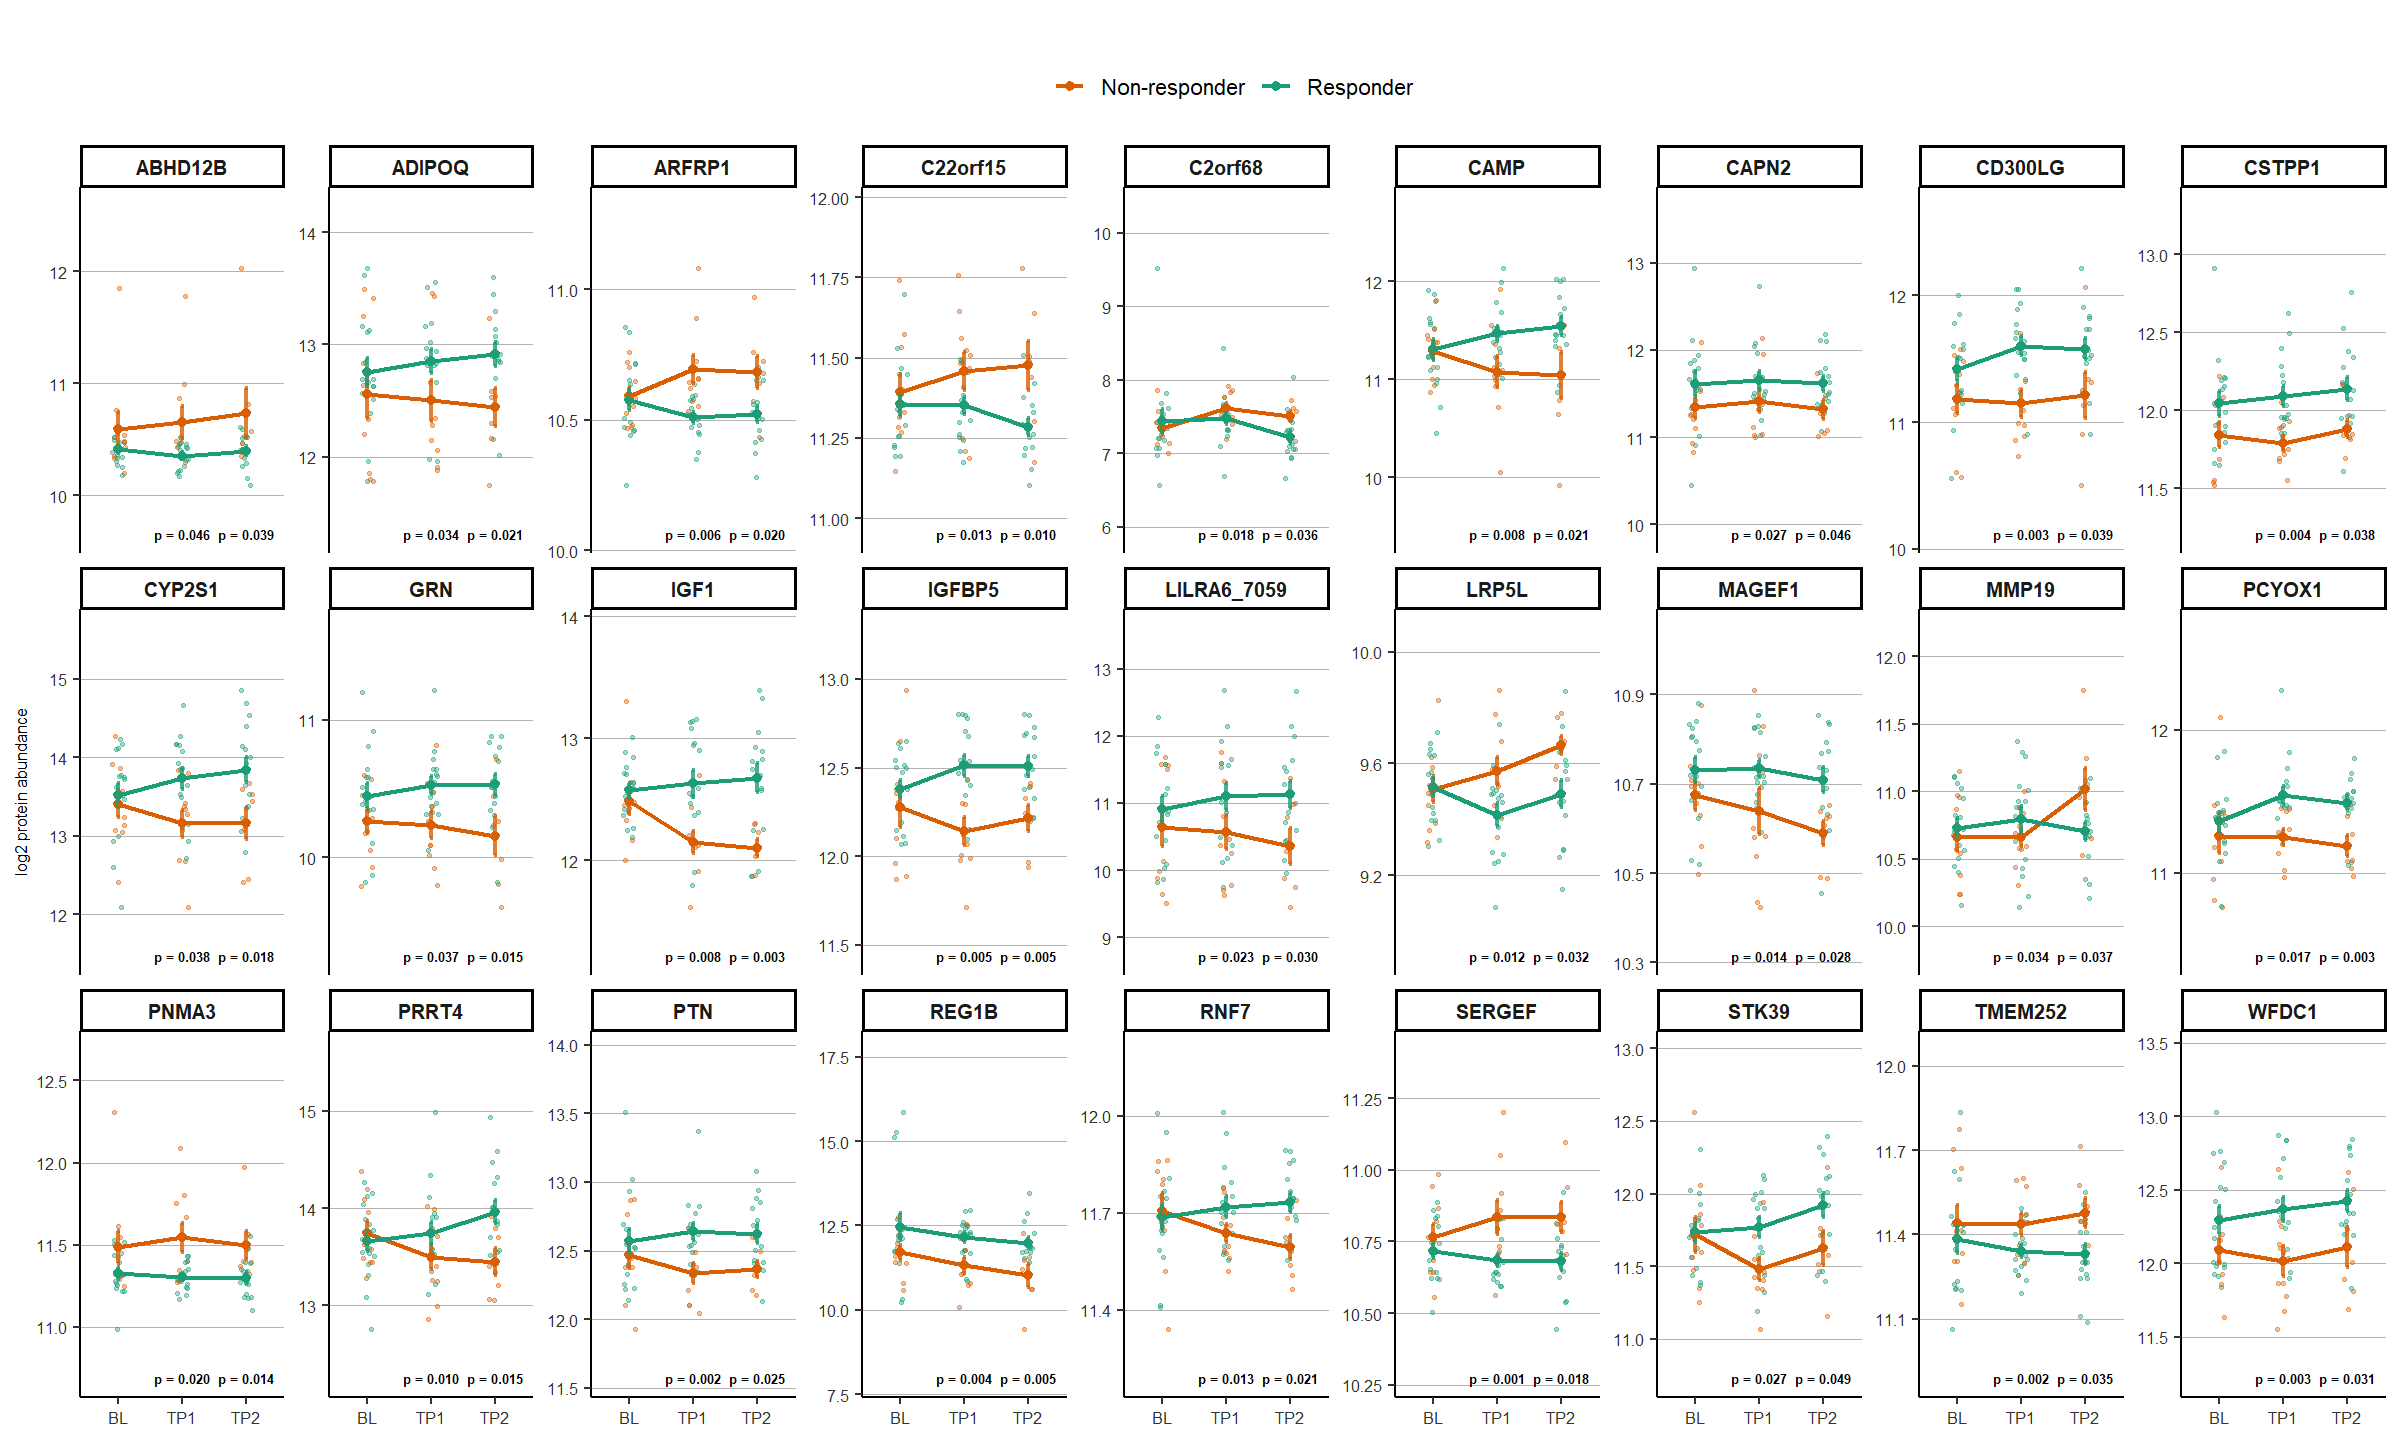 Non-responder Responder
ABHD12B ADIPOQ ARFRP1 C22orf15 C2orf68 CAMP CAPN2 CD300LG CSTPP1
12 11 10
14 13 12
11.0 10.5 10.0
12.00 11.75 11.50 11.25 11.00
10 9 8 7 6
12 11 10
13 12 11 10
12 11 10
13.0 12.5 12.0 11.5
p = 0.046 p = 0.039
p = 0.034 p = 0.021
p = 0.006 p = 0.020
p = 0.013 p = 0.010
p = 0.018 p = 0.036
p = 0.008 p = 0.021
p = 0.027 p = 0.046
p = 0.003 p = 0.039
p = 0.004 p = 0.038
log2 protein abundance
CYP2S1 GRN IGF1 IGFBP5 LILRA6_7059 LRP5L MAGEF1 MMP19 PCYOX1
15 14 13 12
11 10
14 13 12
13.0 12.5 12.0 11.5
13 12 11 10 9
10.0 9.6 9.2
10.9 10.7 10.5 10.3
12.0 11.5 11.0 10.5 10.0
12 11
p = 0.038 p = 0.018
p = 0.037 p = 0.015
p = 0.008 p = 0.003
p = 0.005 p = 0.005
p = 0.023 p = 0.030
p = 0.012 p = 0.032
p = 0.014 p = 0.028
p = 0.034 p = 0.037
p = 0.017 p = 0.003
PNMA3 PRRT4 PTN REG1B RNF7 SERGEF STK39 TMEM252 WFDC1
12.5 12.0 11.5 11.0
15 14 13
14.0 13.5 13.0 12.5 12.0 11.5
17.5 15.0 12.5 10.0 7.5
12.0 11.7 11.4
11.25 11.00 10.75 10.50 10.25
13.0 12.5 12.0 11.5 11.0
12.0 11.7 11.4 11.1
13.5 13.0 12.5 12.0 11.5
p = 0.020 p = 0.014
p = 0.010 p = 0.015
p = 0.002 p = 0.025
p = 0.004 p = 0.005
p = 0.013 p = 0.021
p = 0.001 p = 0.018
p = 0.027 p = 0.049
p = 0.002 p = 0.035
p = 0.003 p = 0.031
BL TP1 TP2 BL TP1 TP2 BL TP1 TP2 BL TP1 TP2 BL TP1 TP2 BL TP1 TP2 BL TP1 TP2 BL TP1 TP2 BL TP1 TP2